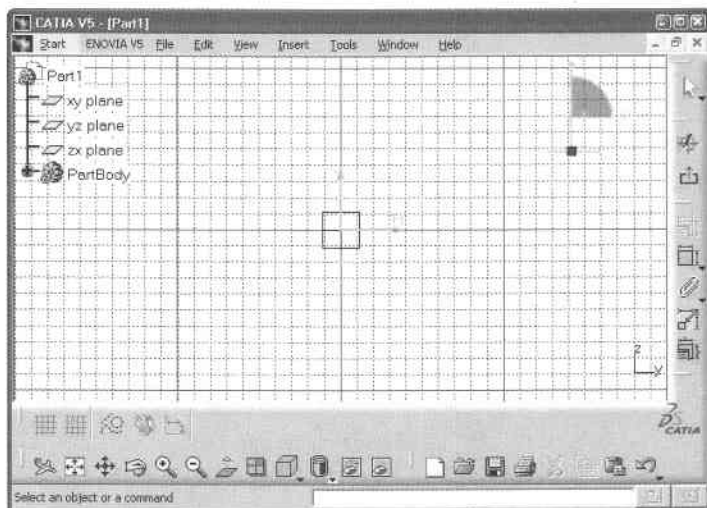 CATIA V5 - [Part1]
Start ENOVIA V5 File Edit View Insert Tools Window Help
Part1
xy plane
yz plane
zx plane
PartBody
z
y
CATIA
Select an object or a command